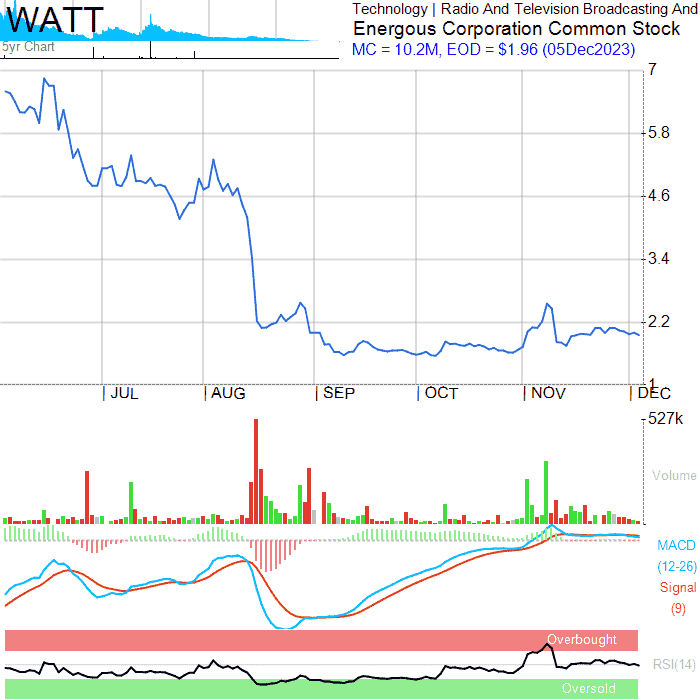 WATT
5yr Chart
Technology | Radio And Television Broadcasting And
Energous Corporation Common Stock
MC = 10.2M, EOD = $1.96 (05Dec2023)
7
5.8
4.6
3.4
2.2
1
JUL AUG SEP OCT NOV DEC
527k
Volume
MACD
(12-26)
Signal
(9)
Overbought
RSI(14)
Oversold